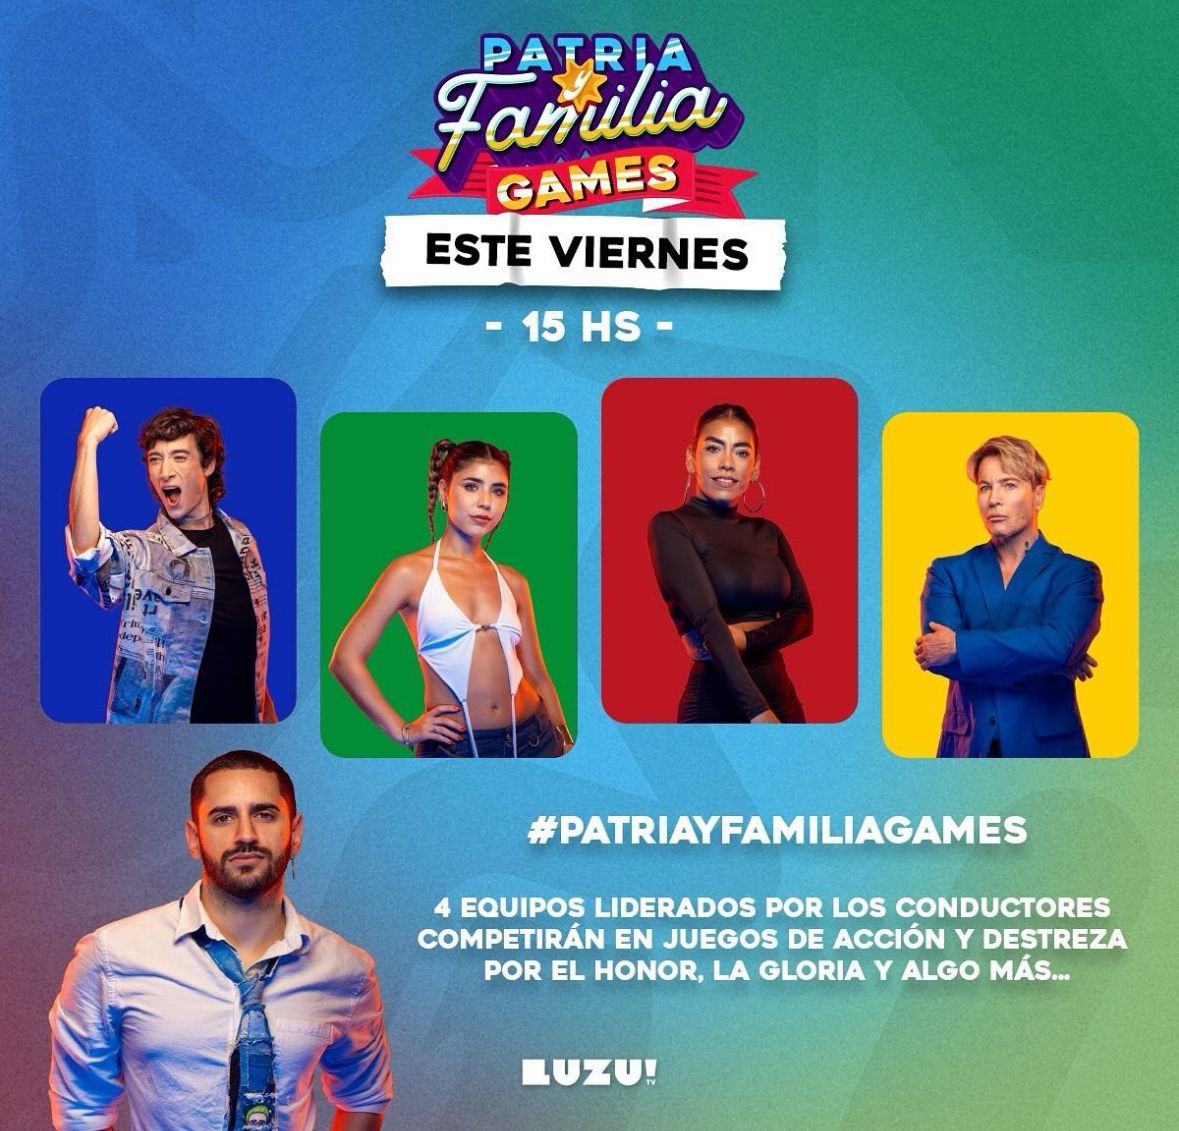 PATRIA
y
Familia
GAMES
ESTE VIERNES
- 15 HS -
#PATRIAYFAMILIAGAMES
4 EQUIPOS LIDERADOS POR LOS CONDUCTORES
COMPETIRÁN EN JUEGOS DE ACCIÓN Y DESTREZA
POR EL HONOR, LA GLORIA Y ALGO MÁS...
LUZU!
TV